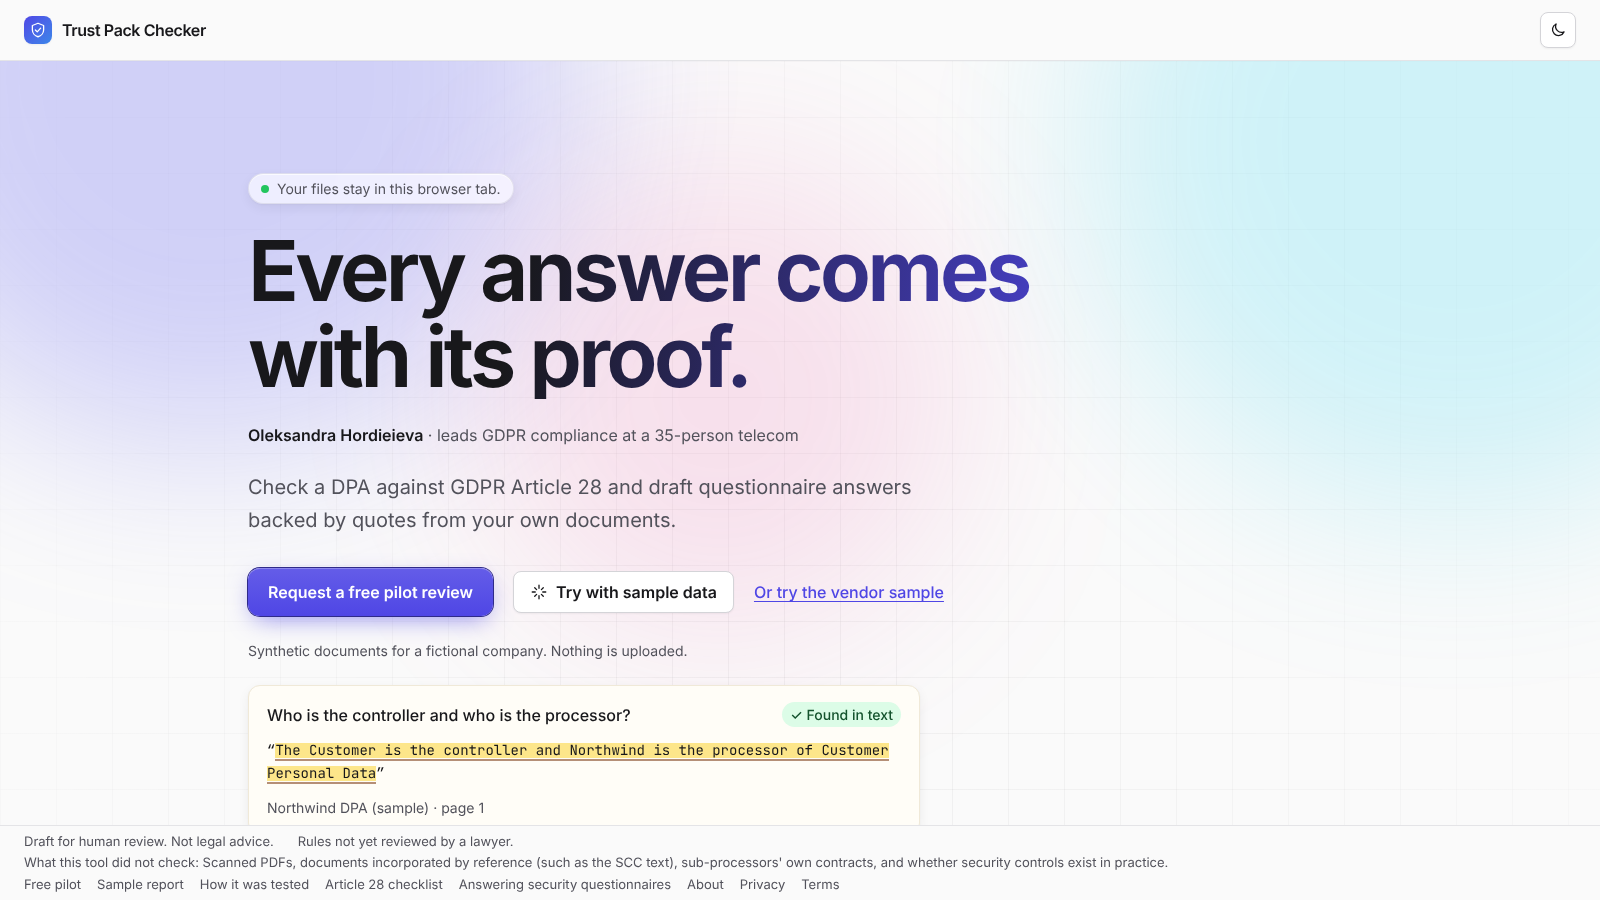 Trust Pack Checker
Your files stay in this browser tab.
Every answer comes
with its proof.
Oleksandra Hordieieva · leads GDPR compliance at a 35-person telecom
Check a DPA against GDPR Article 28 and draft questionnaire answers
backed by quotes from your own documents.
Request a free pilot review
Try with sample data
Or try the vendor sample
Synthetic documents for a fictional company. Nothing is uploaded.
Who is the controller and who is the processor?
✓ Found in text
“The Customer is the controller and Northwind is the processor of Customer
Personal Data”
Northwind DPA (sample) · page 1
Draft for human review. Not legal advice. Rules not yet reviewed by a lawyer.
What this tool did not check: Scanned PDFs, documents incorporated by reference (such as the SCC text), sub-processors' own contracts, and whether security controls exist in practice.
Free pilot Sample report How it was tested Article 28 checklist Answering security questionnaires About Privacy Terms